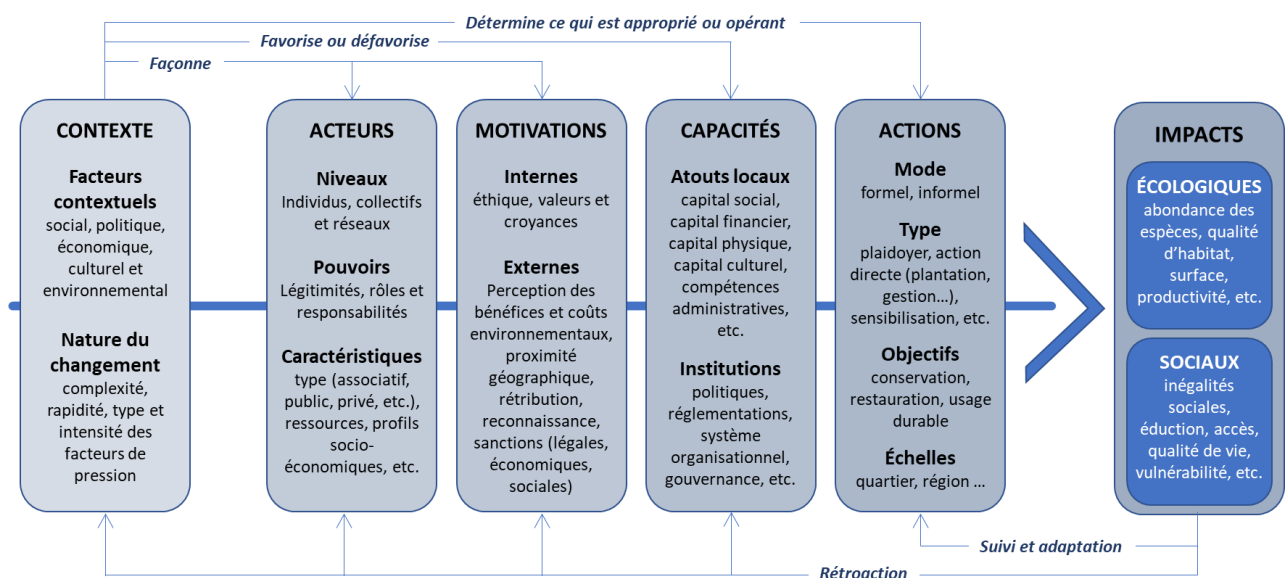 Détermine ce qui est approprié ou opérant
Favorise ou défavorise
Façonne
CONTEXTE
Facteurs
contextuels
social, politique,
économique,
culturel et
environnemental
Nature du
changement
complexité,
rapidité, type et
intensité des
facteurs de
pression
ACTEURS
Niveaux
Individus, collectifs
et réseaux
Pouvoirs
Légitimités, rôles et
responsabilités
Caractéristiques
type (associatif,
public, privé, etc.),
ressources, profils
socio-
économiques, etc.
MOTIVATIONS
Internes
éthique, valeurs et
croyances
Externes
Perception des
bénéfices et coûts
environnementaux,
proximité
géographique,
rétribution,
reconnaissance,
sanctions (légales,
économiques,
sociales)
CAPACITÉS
Atouts locaux
capital social,
capital financier,
capital physique,
capital culturel,
compétences
administratives,
etc.
Institutions
politiques,
réglementations,
système
organisationnel,
gouvernance, etc.
ACTIONS
Mode
formel, informel
Type
plaidoyer, action
directe (plantation,
gestion…),
sensibilisation, etc.
Objectifs
conservation,
restauration, usage
durable
Échelles
quartier, région …
IMPACTS
ÉCOLOGIQUES
abondance des
espèces, qualité
d’habitat,
surface,
productivité, etc.
SOCIAUX
inégalités
sociales,
éduction, accès,
qualité de vie,
vulnérabilité, etc.
Suivi et adaptation
Rétroaction